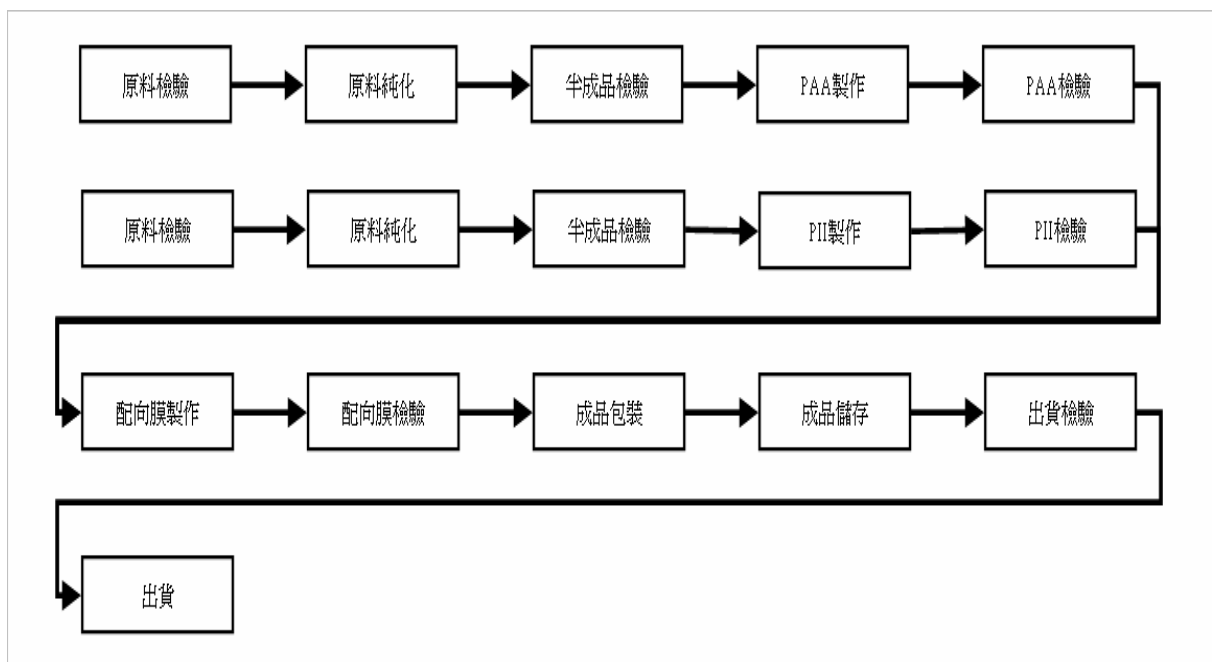 原料檢驗
原料純化
半成品檢驗
PAA製作
PAA檢驗
原料檢驗
原料純化
半成品檢驗
PII製作
PII檢驗
配向膜製作
配向膜檢驗
成品包裝
成品儲存
出貨檢驗
出貨